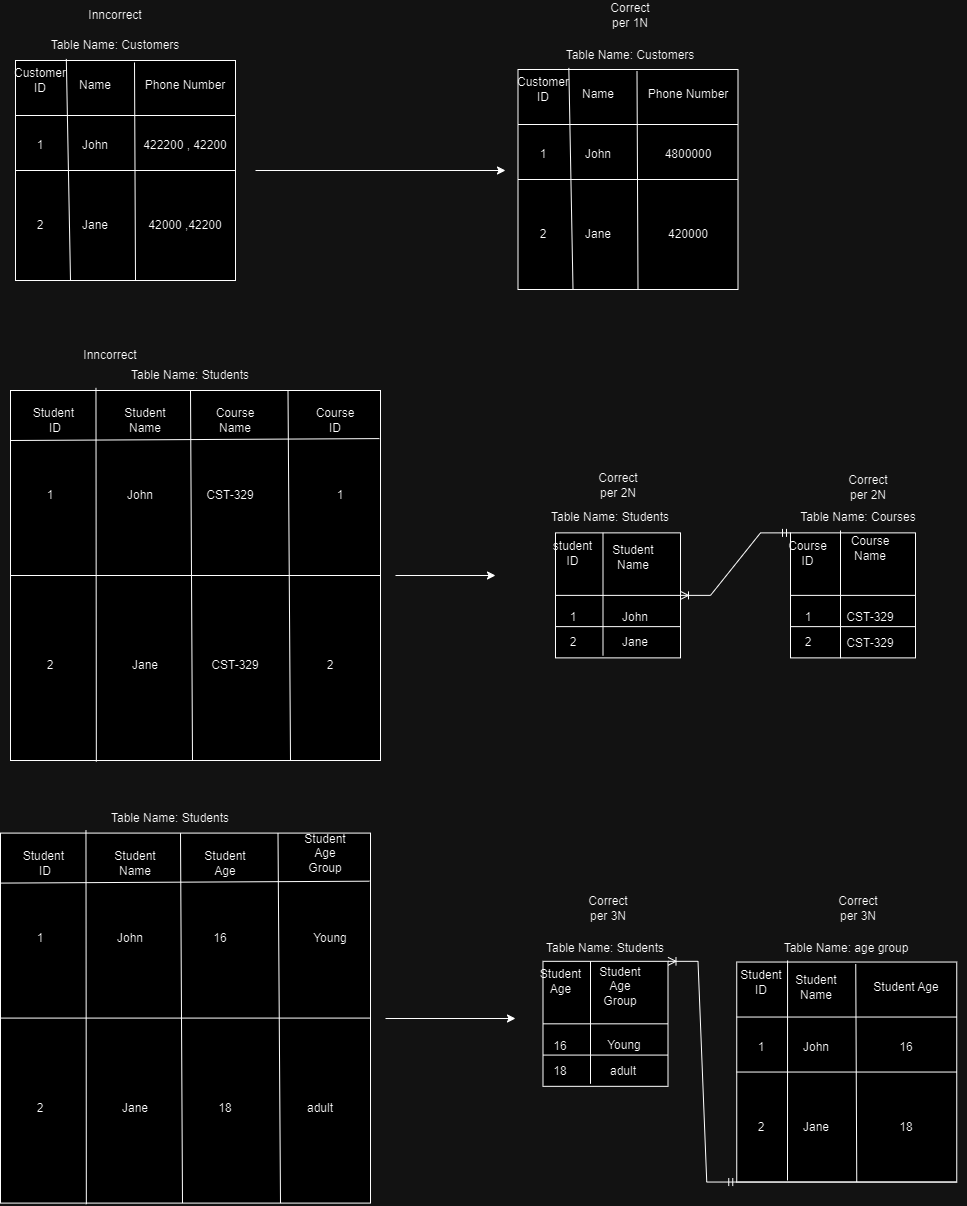 Inncorrect
Table Name: Customers
Customer
ID
Name
Phone Number
1
John
422200 , 42200
2
Jane
42000 ,42200
Correct
per 1N
Table Name: Customers
Customer
ID
Name
Phone Number
1
John
4800000
2
Jane
420000
Inncorrect
Table Name: Students
Student
ID
Student
Name
Course
Name
Course
ID
1
John
CST-329
1
2
Jane
CST-329
2
Correct
per 2N
Table Name: Students
student
ID
Student
Name
1
John
2
Jane
Correct
per 2N
Table Name: Courses
Course
ID
Course
Name
1
CST-329
2
CST-329
Table Name: Students
Student
ID
Student
Name
Student
Age
Student
Age
Group
1
John
16
Young
2
Jane
18
adult
Correct
per 3N
Table Name: Students
Student
Age
Student
Age
Group
16
Young
18
adult
Correct
per 3N
Table Name: age group
Student
ID
Student
Name
Student Age
1
John
16
2
Jane
18